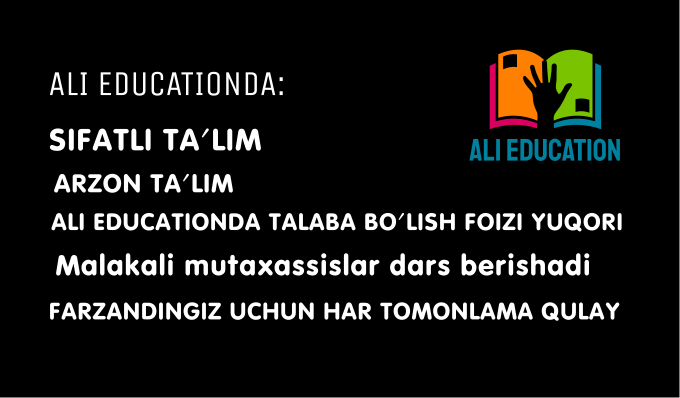 ALI EDUCATIONDA:
ALI EDUCATION
SIFATLI TA′LIM
ARZON TA′LIM
ALI EDUCATIONDA TALABA BO′LISH FOIZI YUQORI
Malakali mutaxassislar dars berishadi
FARZANDINGIZ UCHUN HAR TOMONLAMA QULAY